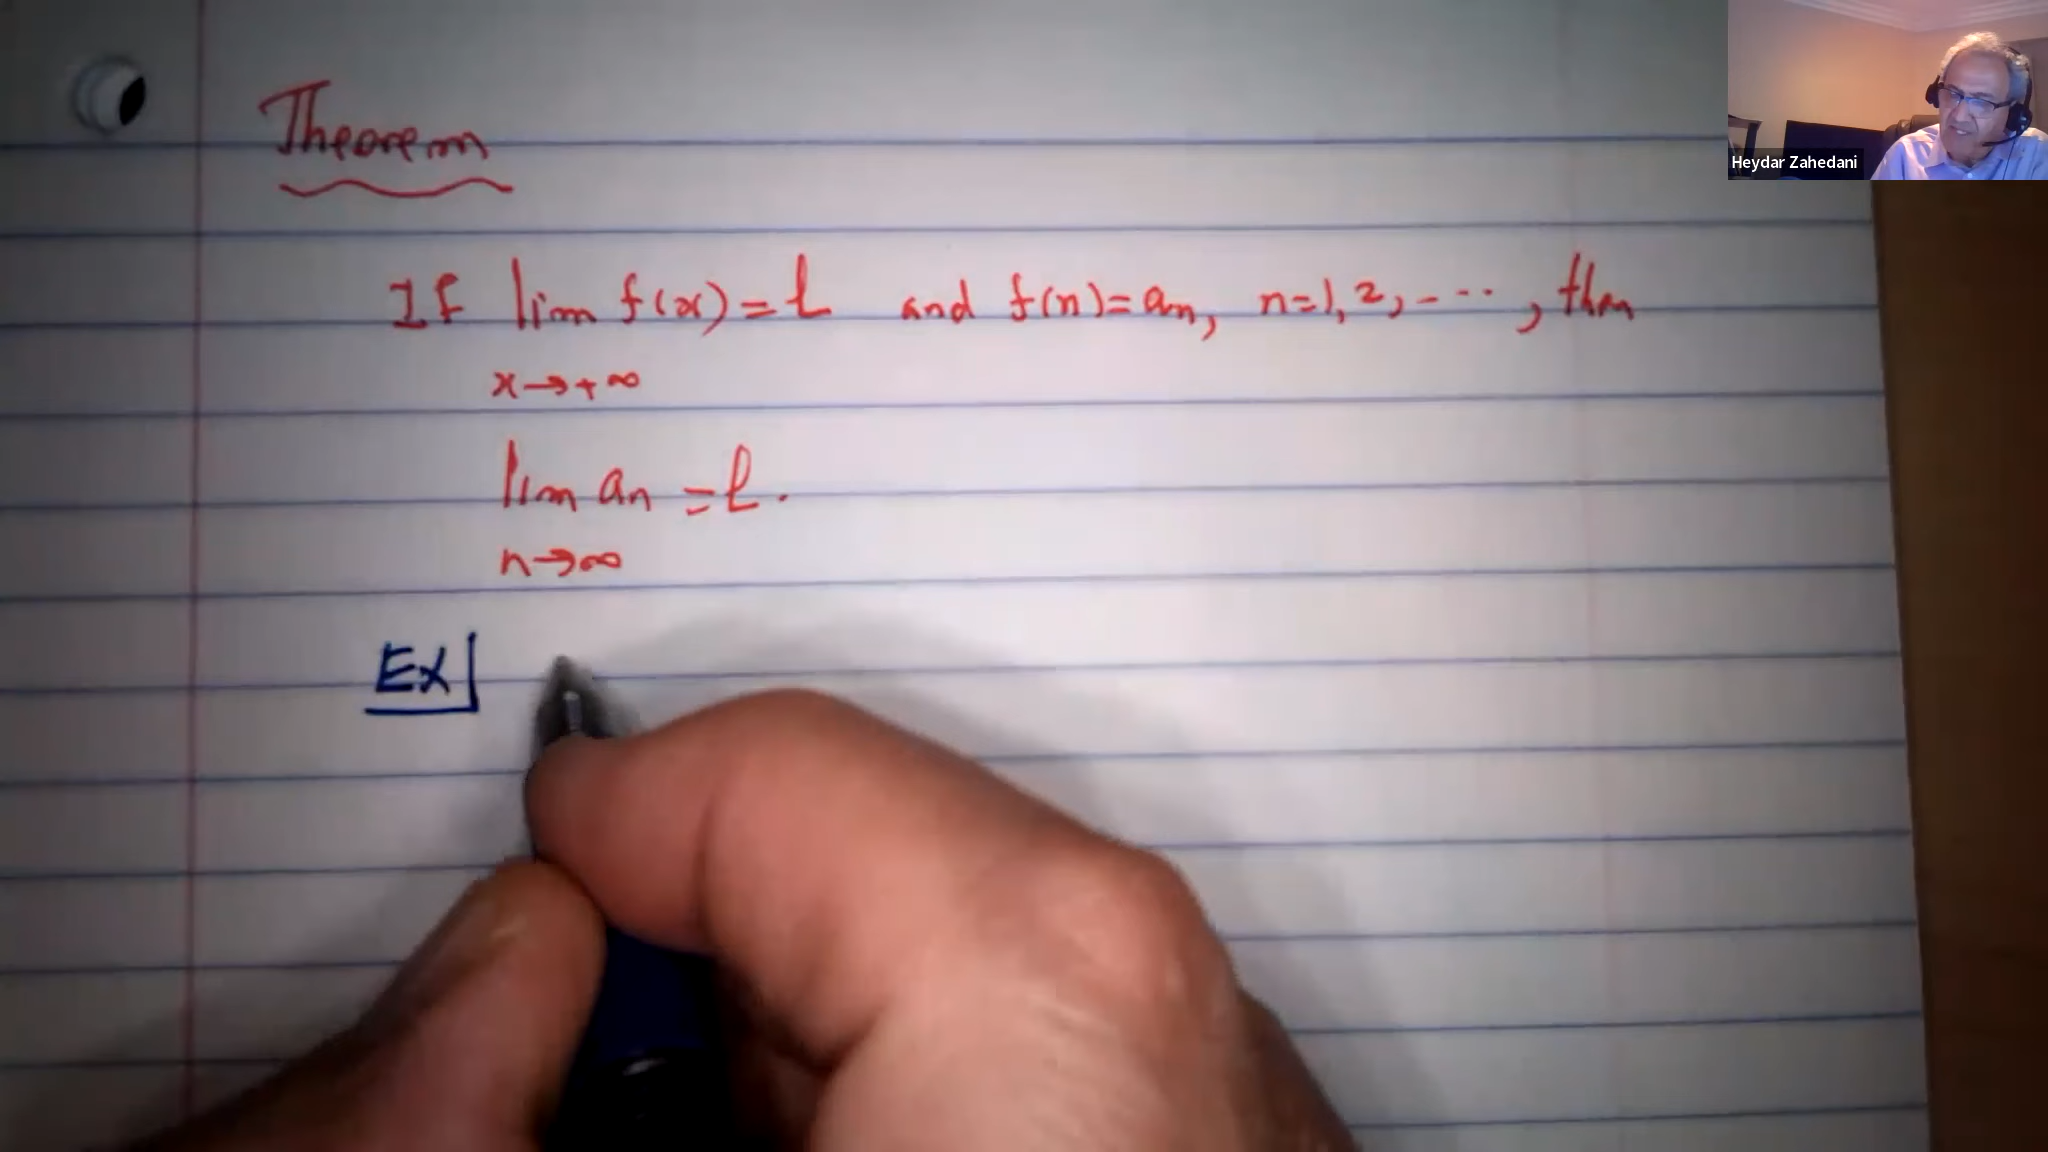 Heydar Zahedani
Theorem
If lim f(x) = L and f(n) = an, n=1,2,---, then
x→+∞
lim an = L.
n→∞
Ex